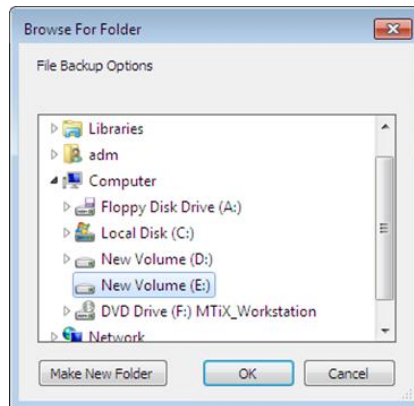 Browse For Folder
File Backup Options
Libraries
adm
Computer
Floppy Disk Drive (A:)
Local Disk (C:)
New Volume (D:)
New Volume (E:)
DVD Drive (F:) MTiX_Workstation
Network
Make New Folder
OK
Cancel